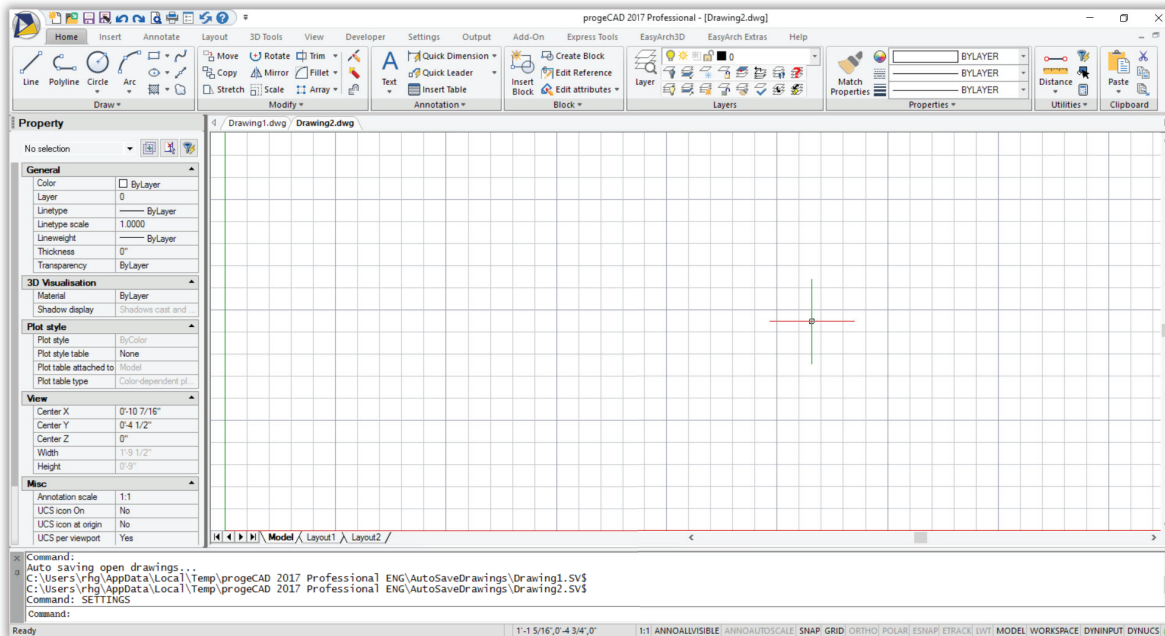 progeCAD 2017 Professional - [Drawing2.dwg]
Home Insert Annotate Layout 3D Tools View Developer Settings Output Add-On Express Tools EasyArch3D EasyArch Extras Help
Line Polyline Circle Arc
Draw
Move Rotate Trim
Copy Mirror Fillet
Stretch Scale Array
Modify
Text
Quick Dimension
Quick Leader
Insert Table
Annotation
Insert Block
Create Block
Edit Reference
Edit attributes
Block
Layer
0
Layers
Match Properties
BYLAYER
BYLAYER
BYLAYER
Properties
Distance
Utilities
Paste
Clipboard
Property
Drawing1.dwg Drawing2.dwg
No selection
General
Color ByLayer
Layer 0
Linetype ByLayer
Linetype scale 1.0000
Lineweight ByLayer
Thickness 0"
Transparency ByLayer
3D Visualisation
Material ByLayer
Shadow display Shadows cast and ...
Plot style
Plot style ByColor
Plot style table None
Plot table attached to Model
Plot table type Color-dependent pl...
View
Center X 0'-10 7/16"
Center Y 0'-4 1/2"
Center Z 0"
Width 1'-9 1/2"
Height 0'-9"
Misc
Annotation scale 1:1
UCS icon On No
UCS icon at origin No
UCS per viewport Yes
Model Layout1 Layout2
Command:
Auto saving open drawings...
C:\Users\rhg\AppData\Local\Temp\progeCAD 2017 Professional ENG\AutoSaveDrawings\Drawing1.SV$
C:\Users\rhg\AppData\Local\Temp\progeCAD 2017 Professional ENG\AutoSaveDrawings\Drawing2.SV$
Command: SETTINGS
Command:
Ready 1'-1 5/16",0'-4 3/4",0" 1:1 ANNOALLVISIBLE ANNOAUTOSCALE SNAP GRID ORTHO POLAR ESNAP ETRACK LWT MODEL WORKSPACE DYNINPUT DYNUCS